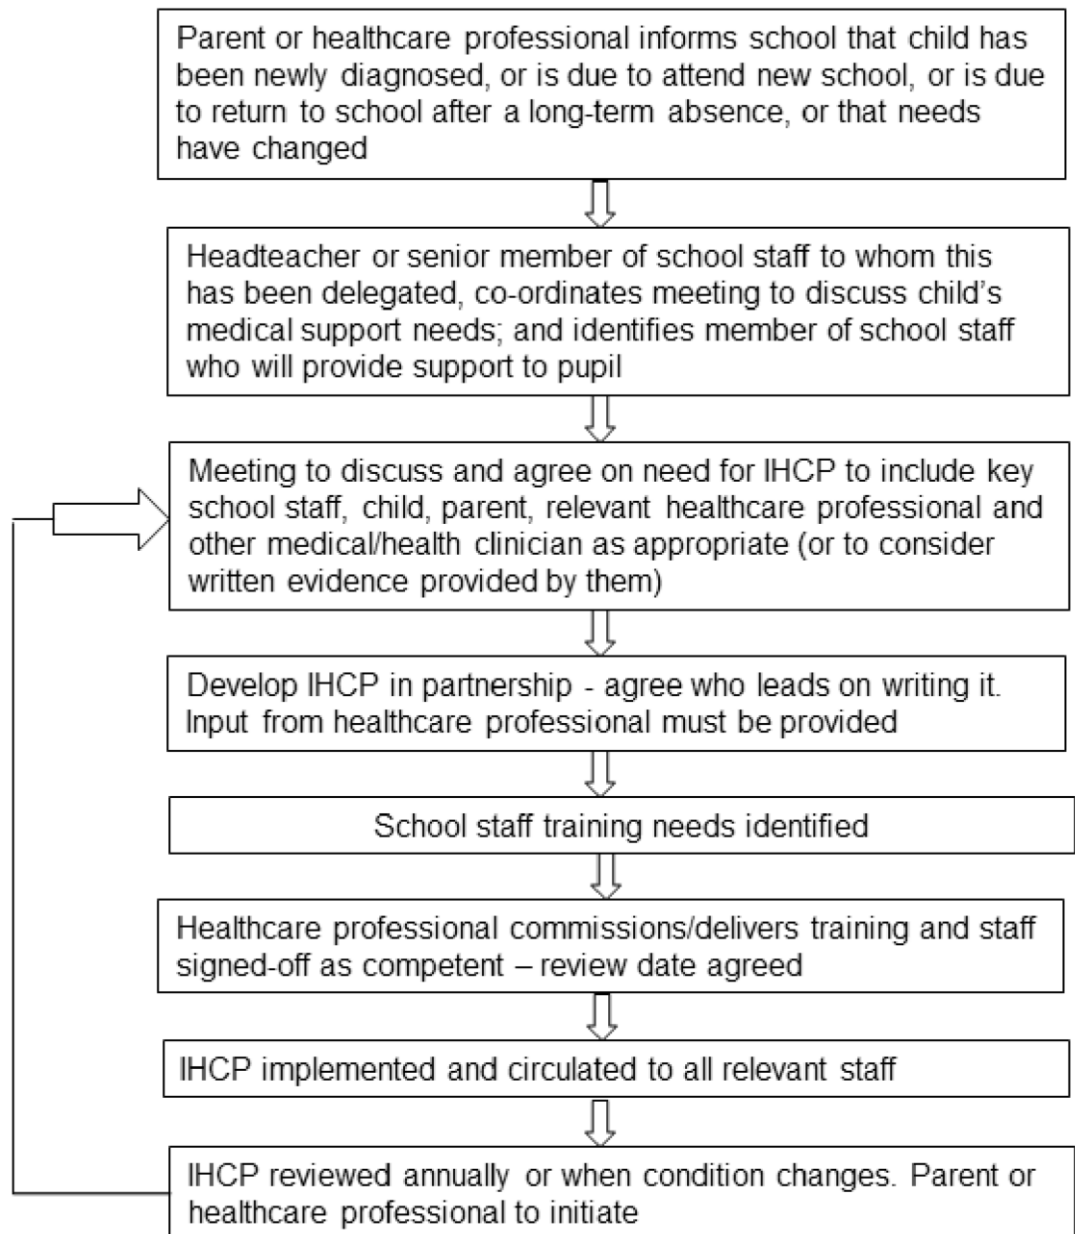 Parent or healthcare professional informs school that child has
been newly diagnosed, or is due to attend new school, or is due
to return to school after a long-term absence, or that needs
have changed
Headteacher or senior member of school staff to whom this
has been delegated, co-ordinates meeting to discuss child's
medical support needs; and identifies member of school staff
who will provide support to pupil
Meeting to discuss and agree on need for IHCP to include key
school staff, child, parent, relevant healthcare professional and
other medical/health clinician as appropriate (or to consider
written evidence provided by them)
Develop IHCP in partnership - agree who leads on writing it.
Input from healthcare professional must be provided
School staff training needs identified
Healthcare professional commissions/delivers training and staff
signed-off as competent – review date agreed
IHCP implemented and circulated to all relevant staff
IHCP reviewed annually or when condition changes. Parent or
healthcare professional to initiate